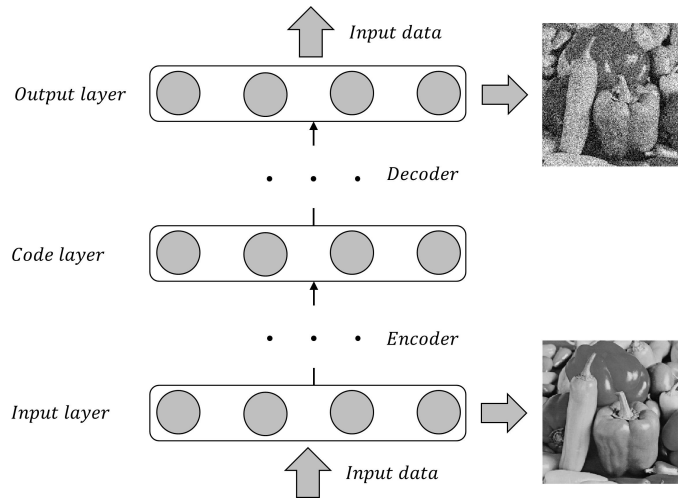 Input data
Output layer
Decoder
Code layer
Encoder
Input layer
Input data